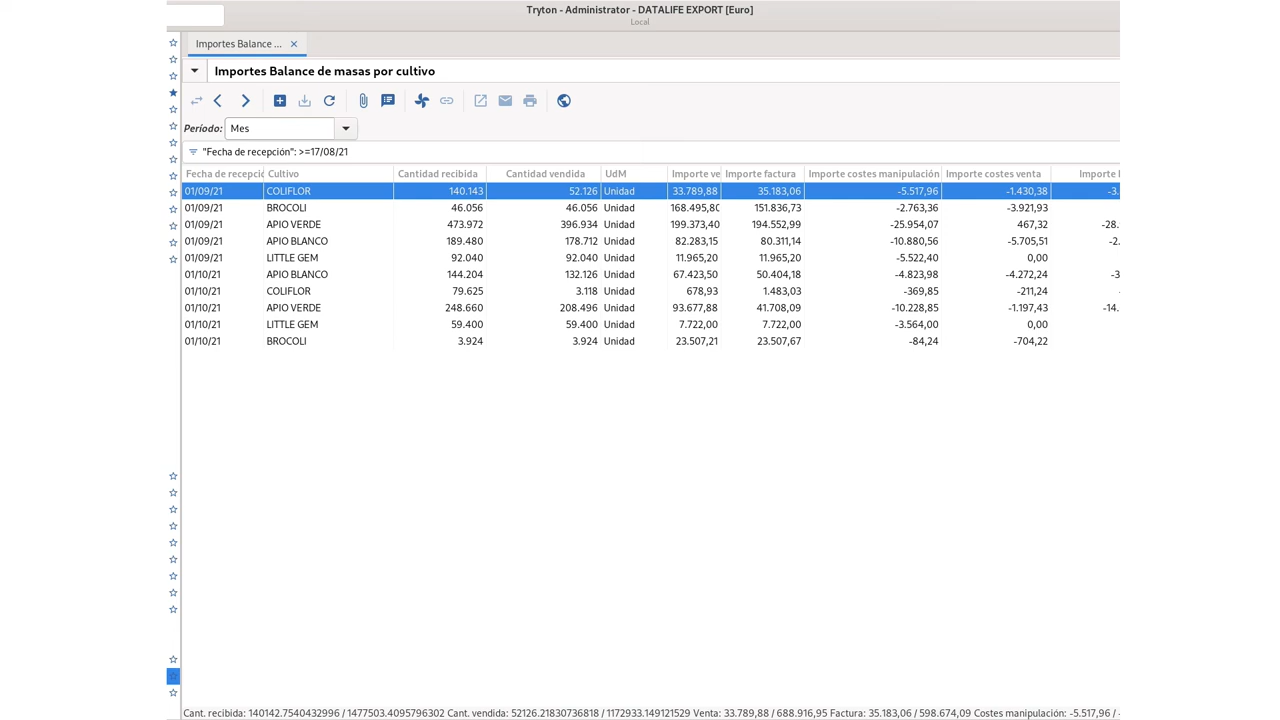 Tryton - Administrator - DATALIFE EXPORT [Euro]
Local
Importes Balance ...
Importes Balance de masas por cultivo
Período: Mes
"Fecha de recepción": >=17/08/21
Fecha de recepció Cultivo Cantidad recibida Cantidad vendida UdM Importe ve Importe factura Importe costes manipulación Importe costes venta Importe
01/09/21 COLIFLOR 140.143 52.126 Unidad 33.789,88 35.183,06 -5.517,96 -1.430,38 -3.
01/09/21 BROCOLI 46.056 46.056 Unidad 168.495,80 151.836,73 -2.763,36 -3.921,93
01/09/21 APIO VERDE 473.972 396.934 Unidad 199.373,40 194.552,99 -25.954,07 467,32 -28.
01/09/21 APIO BLANCO 189.480 178.712 Unidad 82.283,15 80.311,14 -10.880,56 -5.705,51 -2.
01/09/21 LITTLE GEM 92.040 92.040 Unidad 11.965,20 11.965,20 -5.522,40 0,00
01/10/21 APIO BLANCO 144.204 132.126 Unidad 67.423,50 50.404,18 -4.823,98 -4.272,24 -3
01/10/21 COLIFLOR 79.625 3.118 Unidad 678,93 1.483,03 -369,85 -211,24
01/10/21 APIO VERDE 248.660 208.496 Unidad 93.677,88 41.708,09 -10.228,85 -1.197,43 -14.
01/10/21 LITTLE GEM 59.400 59.400 Unidad 7.722,00 7.722,00 -3.564,00 0,00
01/10/21 BROCOLI 3.924 3.924 Unidad 23.507,21 23.507,67 -84,24 -704,22
Cant. recibida: 140142.7540432996 / 1477503.4095796302 Cant. vendida: 52126.21830736818 / 1172933.149121529 Venta: 33.789,88 / 688.916,95 Factura: 35.183,06 / 598.674,09 Costes manipulación: -5.517,96 / -